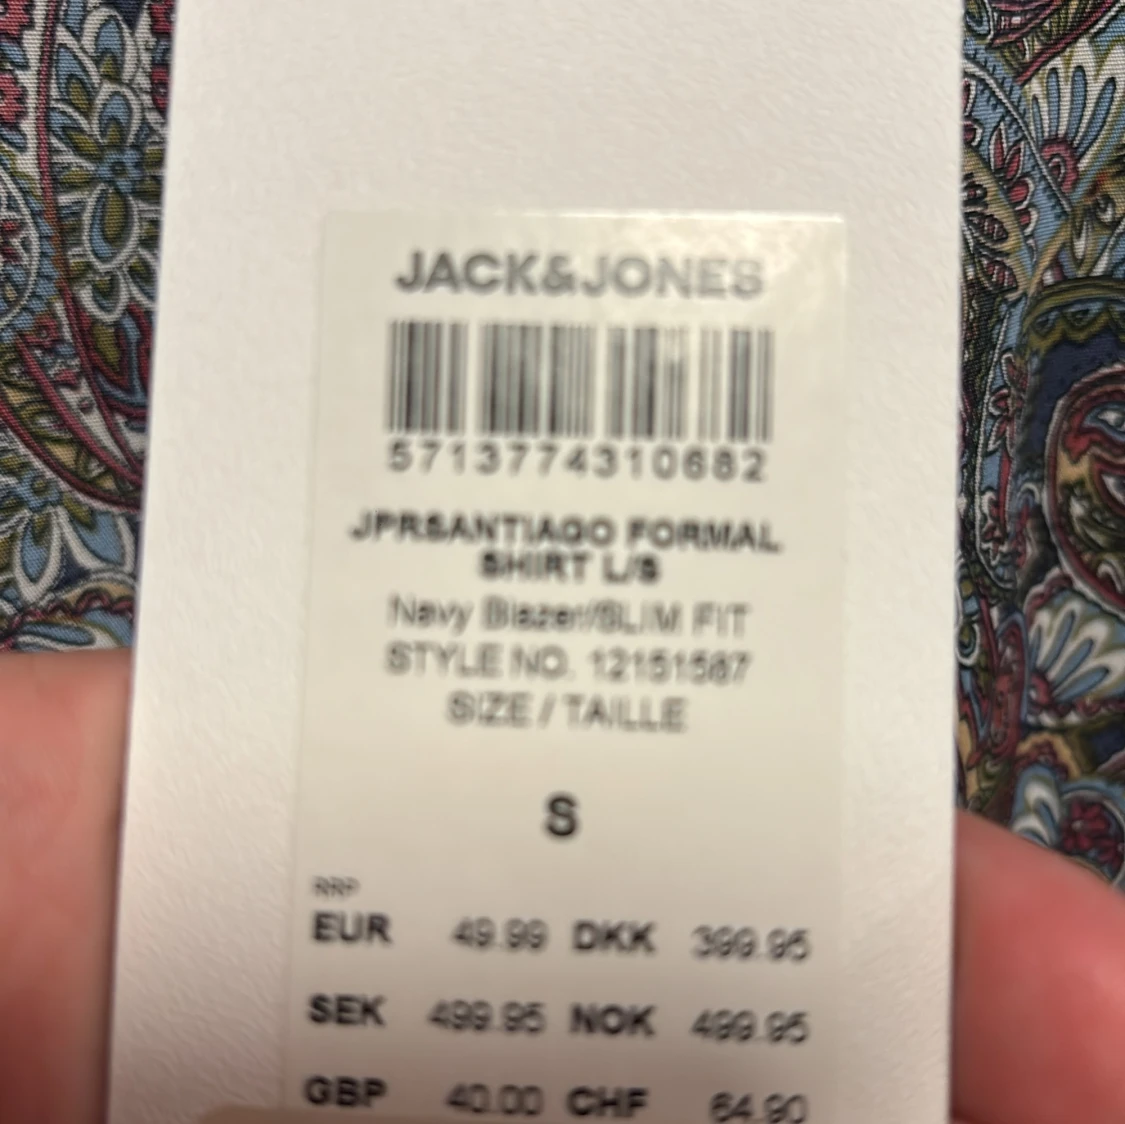 JACK&JONES
5713774310682
JPRSANTIAGO FORMAL
SHIRT L/S
Navy Blazer/SLIM FIT
STYLE NO. 12151567
SIZE / TAILLE
S
RRP
EUR 49.99 DKK 399.95
SEK 499.95 NOK 499.95
GBP 40.00 CHF 64.90